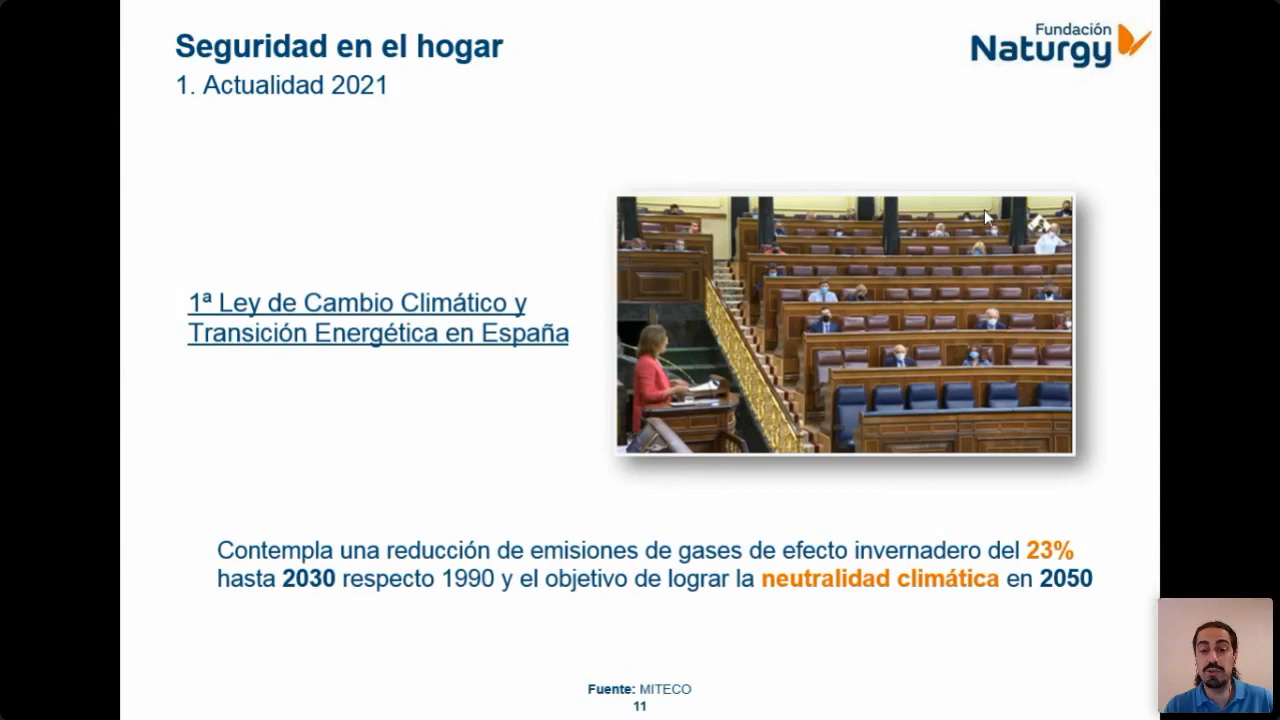 Seguridad en el hogar
1. Actualidad 2021
Fundación
Naturgy
1ª Ley de Cambio Climático y
Transición Energética en España
Contempla una reducción de emisiones de gases de efecto invernadero del 23%
hasta 2030 respecto 1990 y el objetivo de lograr la neutralidad climática en 2050
Fuente: MITECO
11